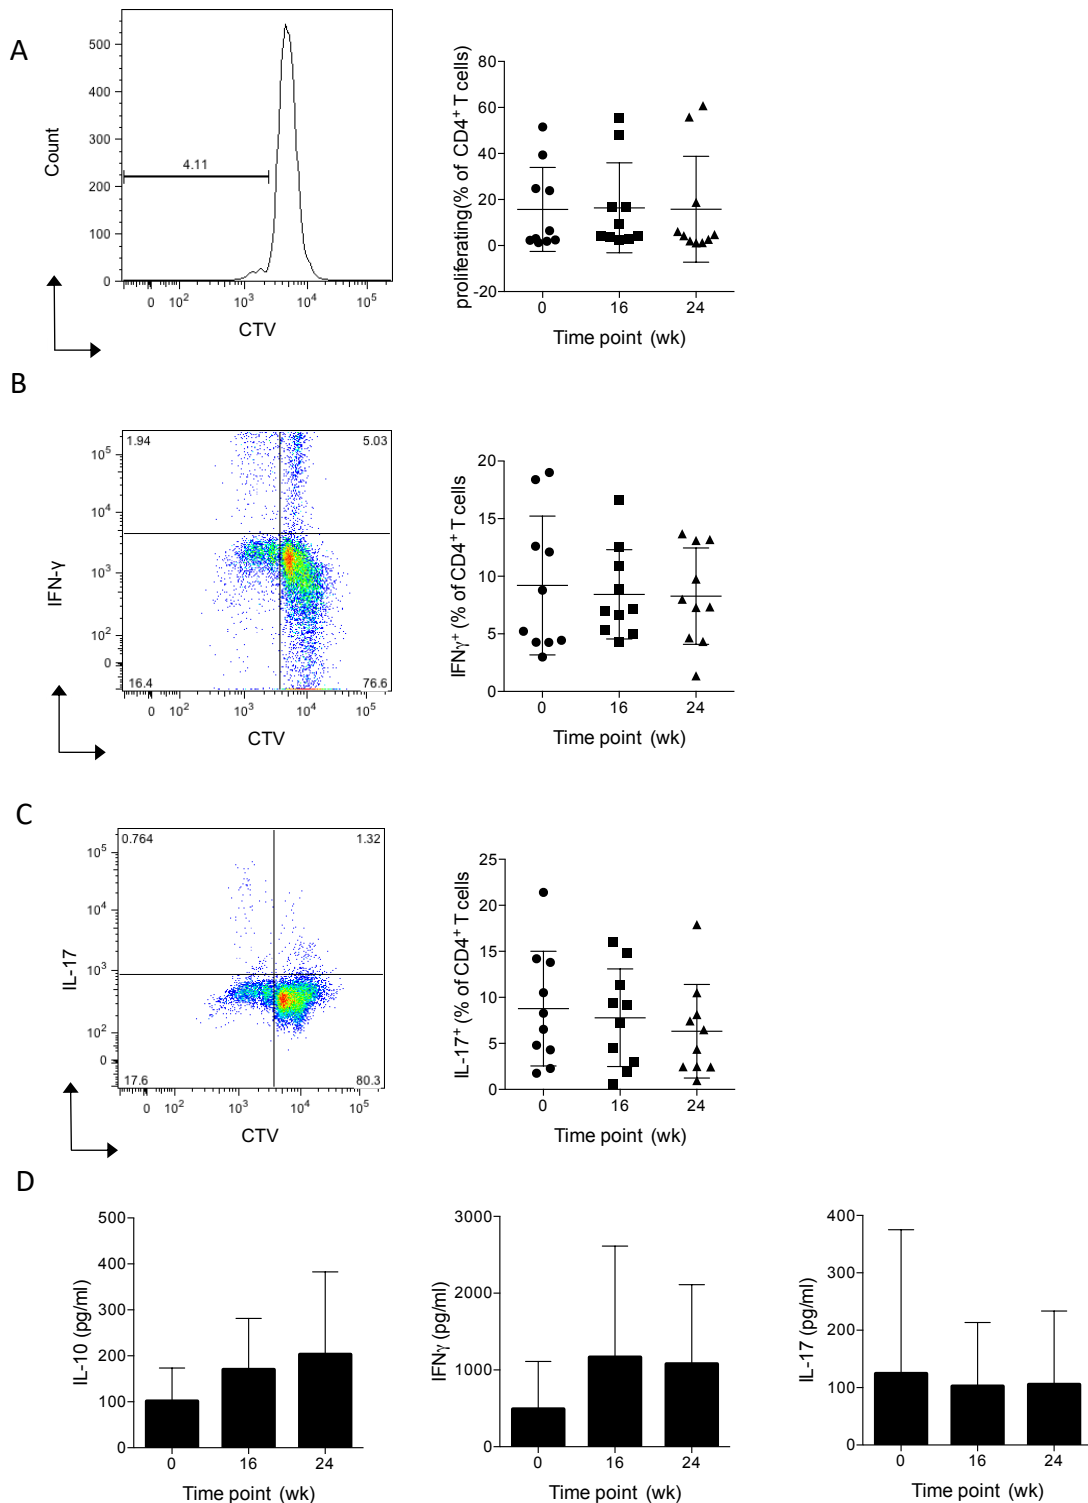 A
Count
500
400
300
200
100
0
4.11
0 10² 10³ 10⁴ 10⁵
CTV
proliferating(% of CD4⁺ T cells)
80
60
40
20
0
-20
0 16 24
Time point (wk)
B
IFN-γ
10⁵
10⁴
10³
10²
0
1.94 5.03
16.4 76.6
0 10² 10³ 10⁴ 10⁵
CTV
IFNγ⁺ (% of CD4⁺ T cells
20
15
10
5
0
0 16 24
Time point (wk)
C
IL-17
10⁵
10⁴
10³
10²
0
0.764 1.32
17.6 80.3
0 10² 10³ 10⁴ 10⁵
CTV
IL-17⁺ (% of CD4⁺ T cells
25
20
15
10
5
0
0 16 24
Time point (wk)
D
IL-10 (pg/ml)
500
400
300
200
100
0
0 16 24
Time point (wk)
IFNγ (pg/ml)
3000
2000
1000
0
0 16 24
Time point (wk)
IL-17 (pg/ml)
400
300
200
100
0
0 16 24
Time point (wk)